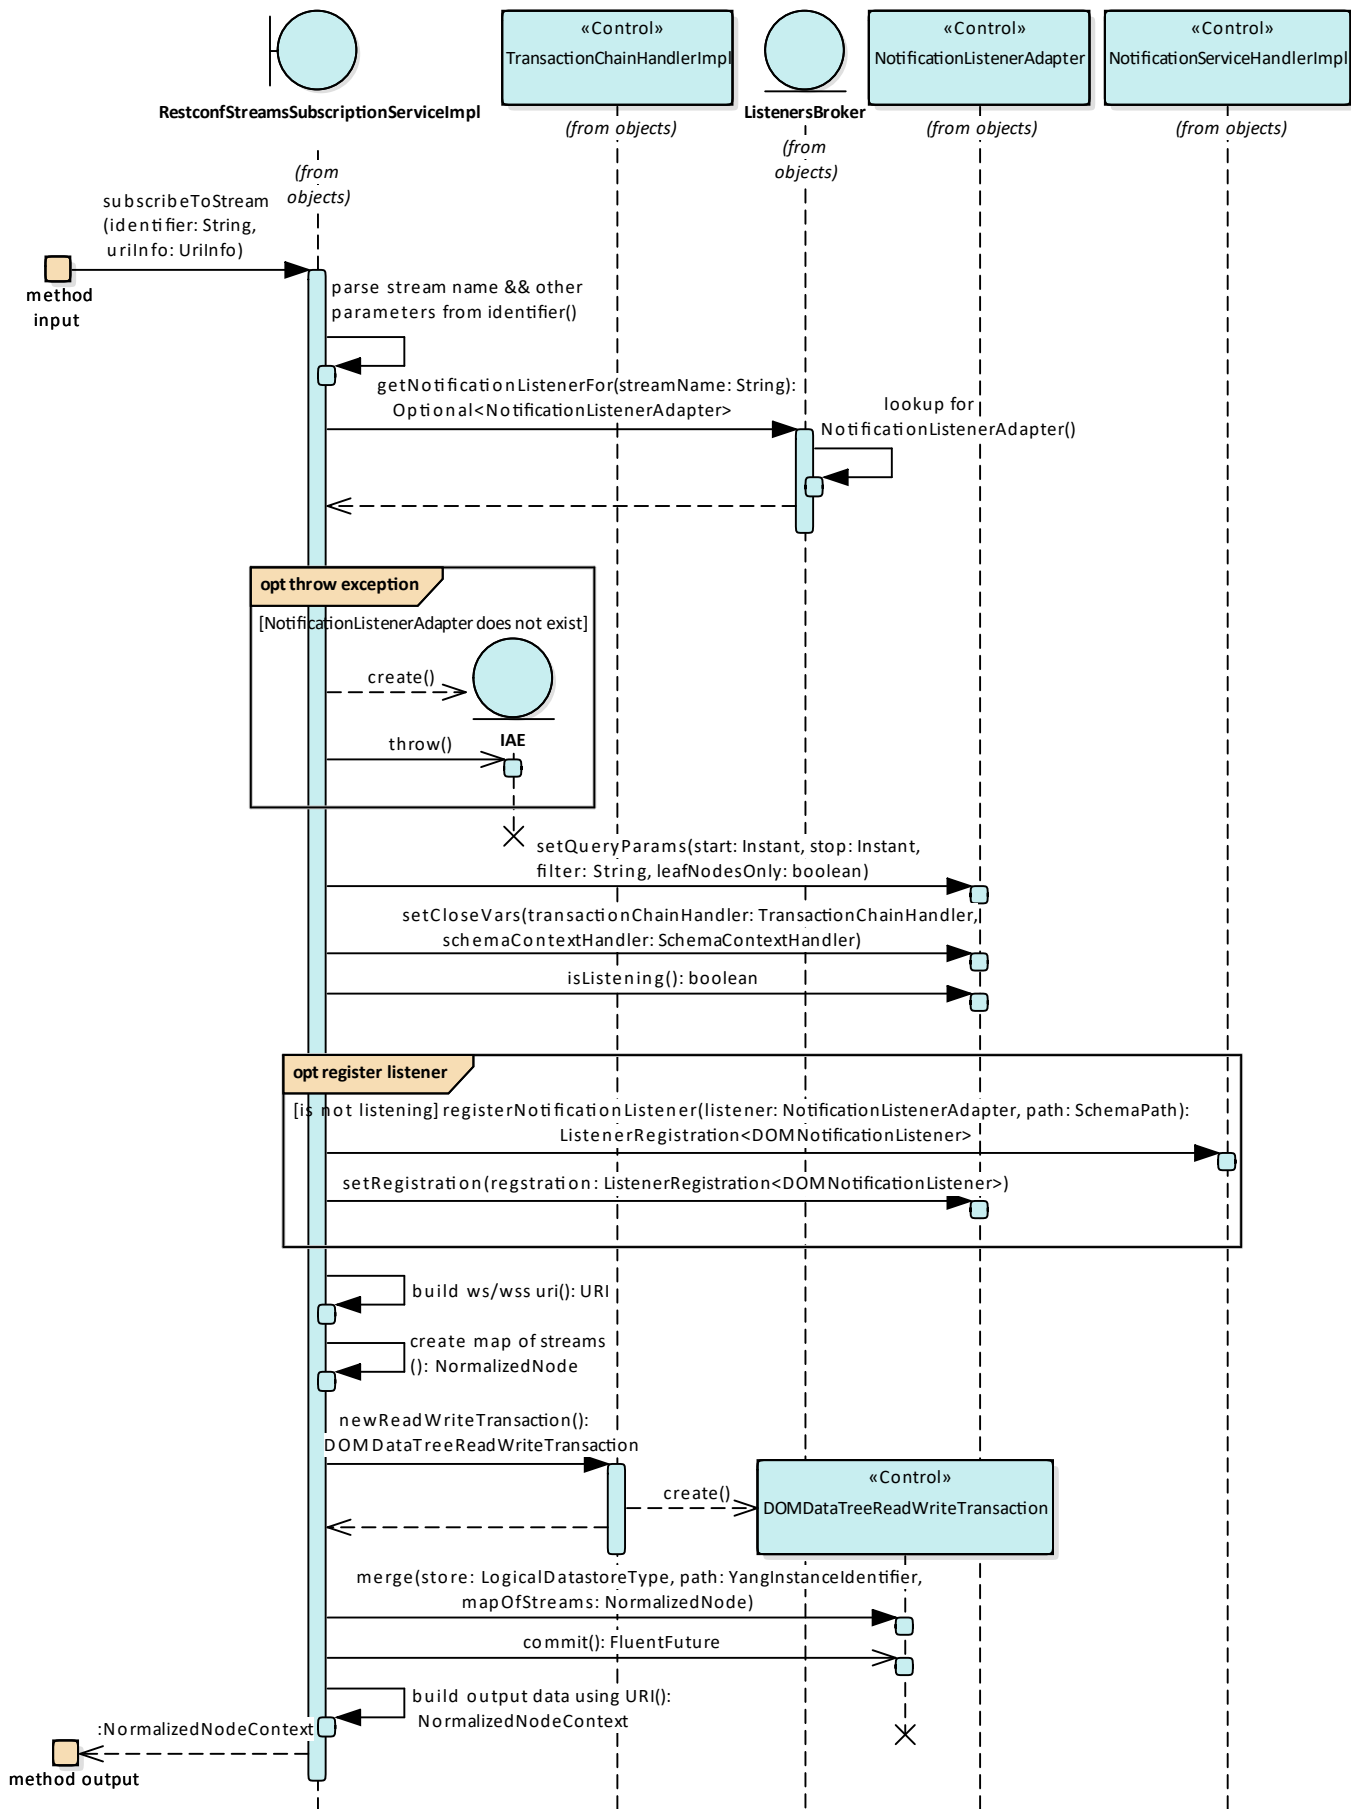 «Control»
TransactionChainHandlerImpl
«Control»
NotificationListenerAdapter
«Control»
NotificationServiceHandlerImpl
RestconfStreamsSubscriptionServiceImpl
ListenersBroker
(from objects)
(from objects)
(from objects)
(from
objects)
(from
objects)
subscribeToStream
(identifier: String,
uriInfo: UriInfo)
method
input
parse stream name && other
parameters from identifier()
getNotificationListenerFor(streamName: String):
Optional<NotificationListenerAdapter>
lookup for
NotificationListenerAdapter()
opt throw exception
[NotificationListenerAdapter does not exist]
create()
IAE
throw()
setQueryParams(start: Instant, stop: Instant,
filter: String, leafNodesOnly: boolean)
setCloseVars(transactionChainHandler: TransactionChainHandler,
schemaContextHandler: SchemaContextHandler)
isListening(): boolean
opt register listener
[is not listening] registerNotificationListener(listener: NotificationListenerAdapter, path: SchemaPath):
ListenerRegistration<DOMNotificationListener>
setRegistration(regstration: ListenerRegistration<DOMNotificationListener>)
build ws/wss uri(): URI
create map of streams
(): NormalizedNode
newReadWriteTransaction():
DOMDataTreeReadWriteTransaction
create()
«Control»
DOMDataTreeReadWriteTransaction
merge(store: LogicalDatastoreType, path: YangInstanceIdentifier,
mapOfStreams: NormalizedNode)
commit(): FluentFuture
build output data using URI():
NormalizedNodeContext
:NormalizedNodeContext
method output